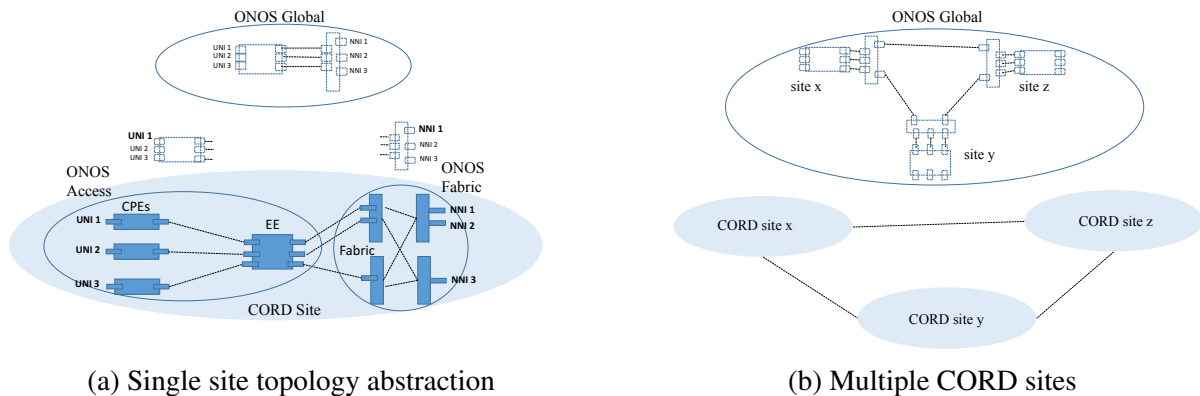 ONOS Global
UNI 1
UNI 2
UNI 3
NNI 1
NNI 2
NNI 3
UNI 1
UNI 2
UNI 3
NNI 1
NNI 2
NNI 3
ONOS
Access
ONOS
Fabric
CPEs
UNI 1
UNI 2
UNI 3
EE
Fabric
NNI 1
NNI 2
NNI 3
CORD Site
(a) Single site topology abstraction
ONOS Global
site x
site z
site y
CORD site x
CORD site z
CORD site y
(b) Multiple CORD sites